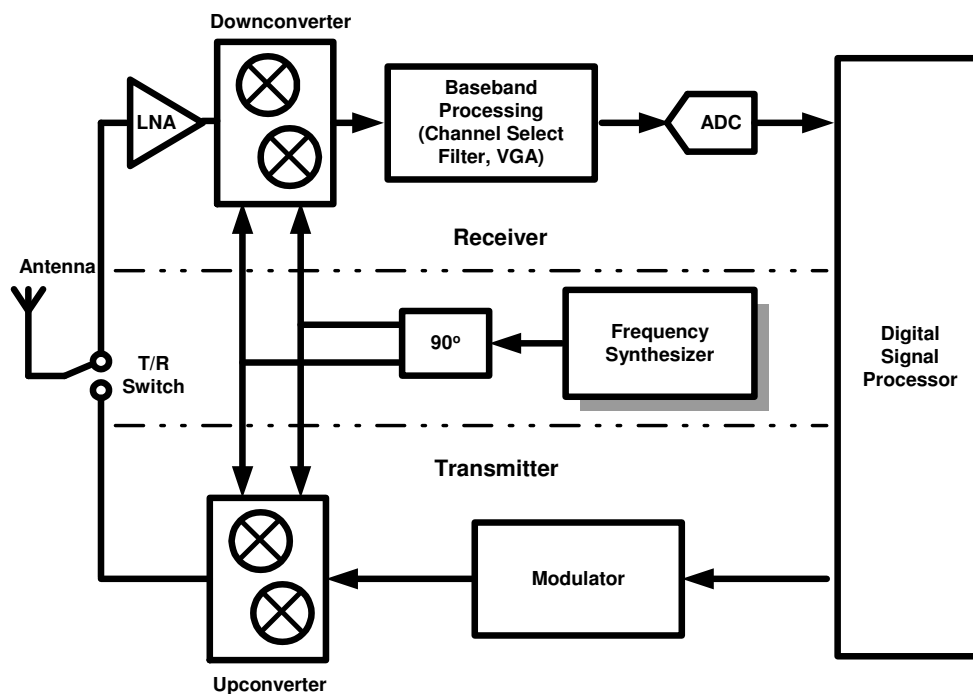 Downconverter
LNA
Baseband
Processing
(Channel Select
Filter, VGA)
ADC
Receiver
Antenna
T/R
Switch
90º
Frequency
Synthesizer
Digital
Signal
Processor
Transmitter
Modulator
Upconverter